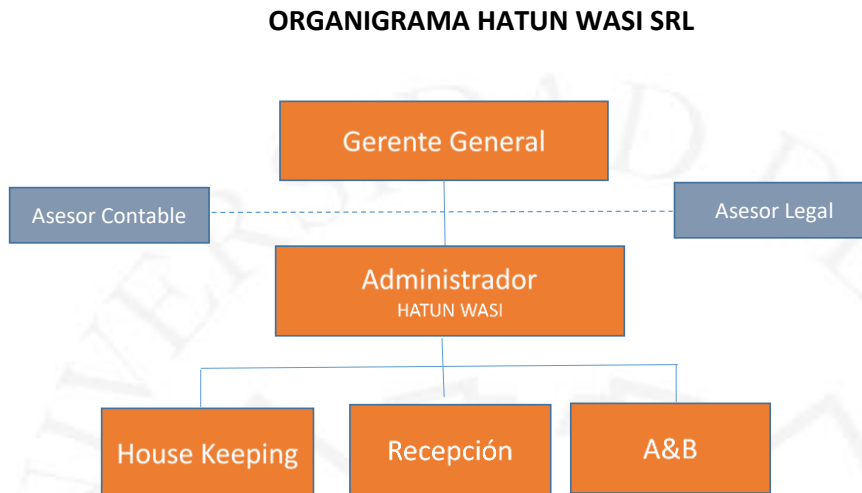 ORGANIGRAMA HATUN WASI SRL
Gerente General
Asesor Contable
Asesor Legal
Administrador
HATUN WASI
House Keeping
Recepción
A&B